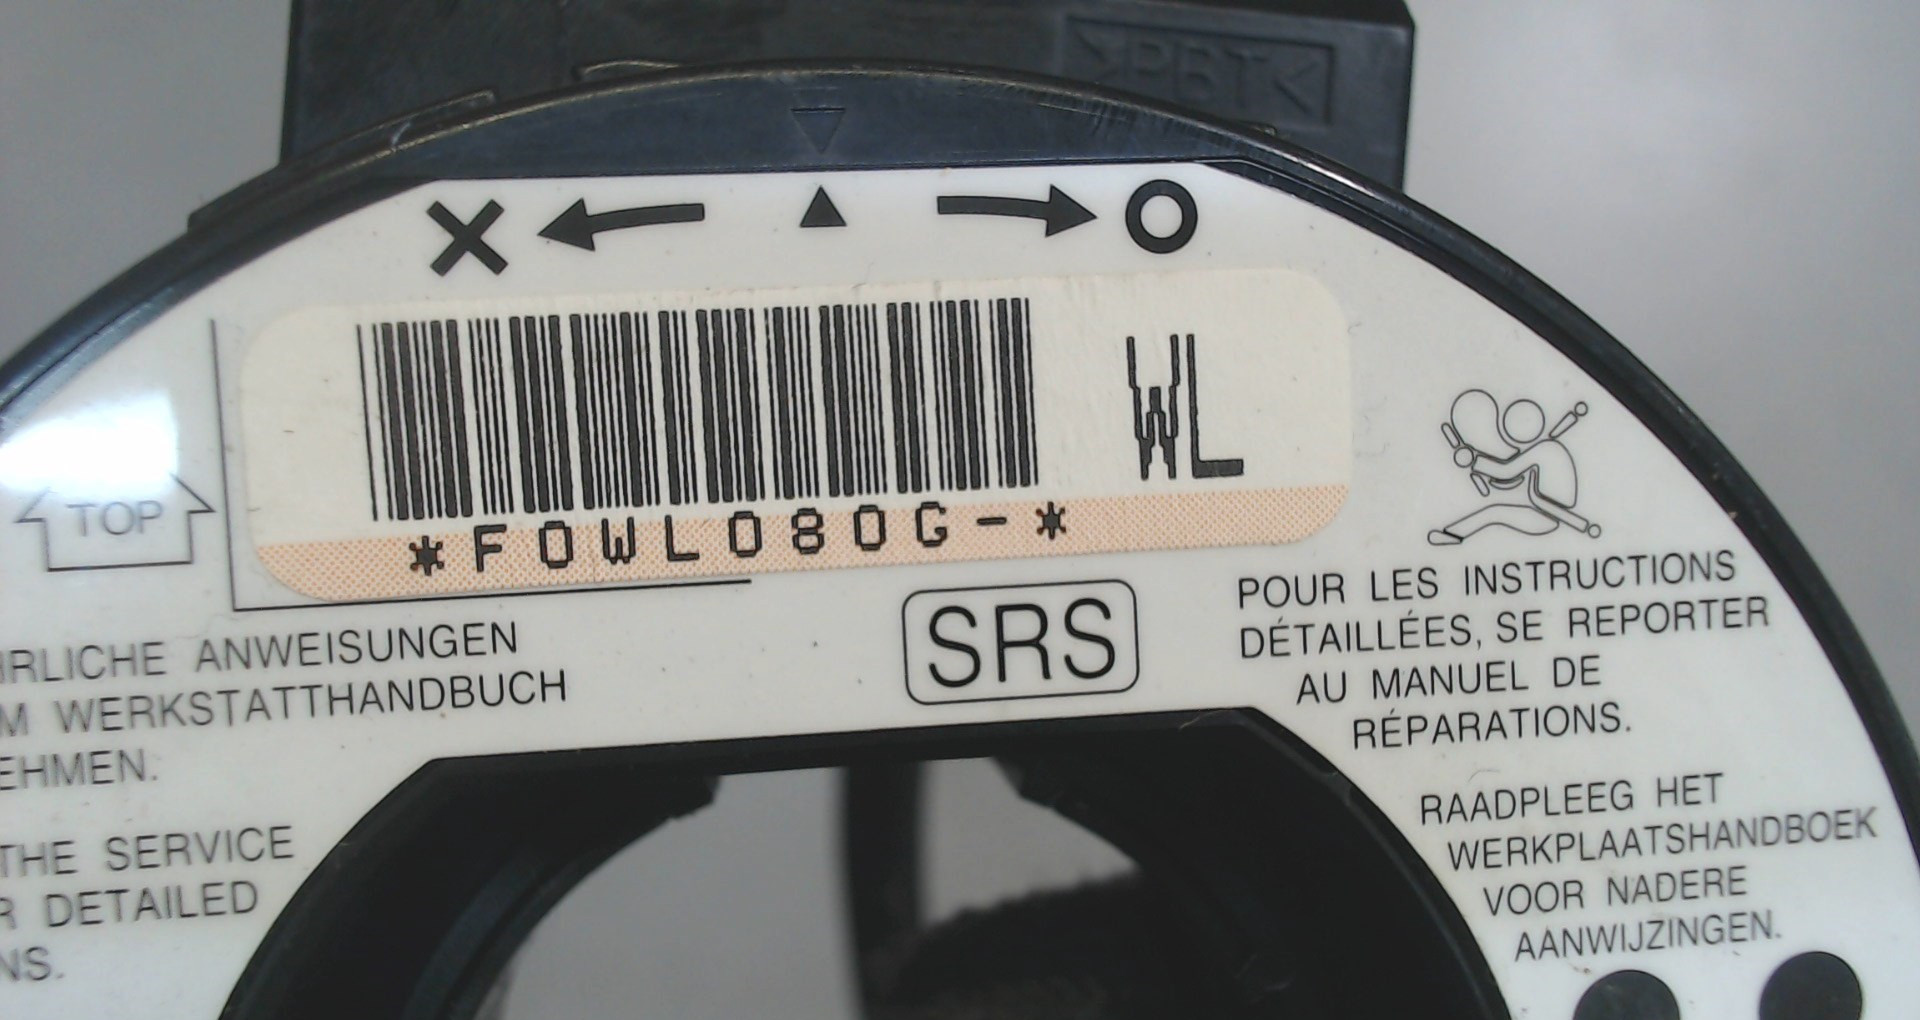 >PBT<
WL
*F0WL080G-*
TOP
SRS
ANWEISUNGEN
M WERKSTATTHANDBUCH
EHMEN.
THE SERVICE
R DETAILED
NS.
POUR LES INSTRUCTIONS
DÉTAILLÉES, SE REPORTER
AU MANUEL DE
RÉPARATIONS.
RAADPLEEG HET
WERKPLAATSHANDBOEK
VOOR NADERE
AANWIJZINGEN.